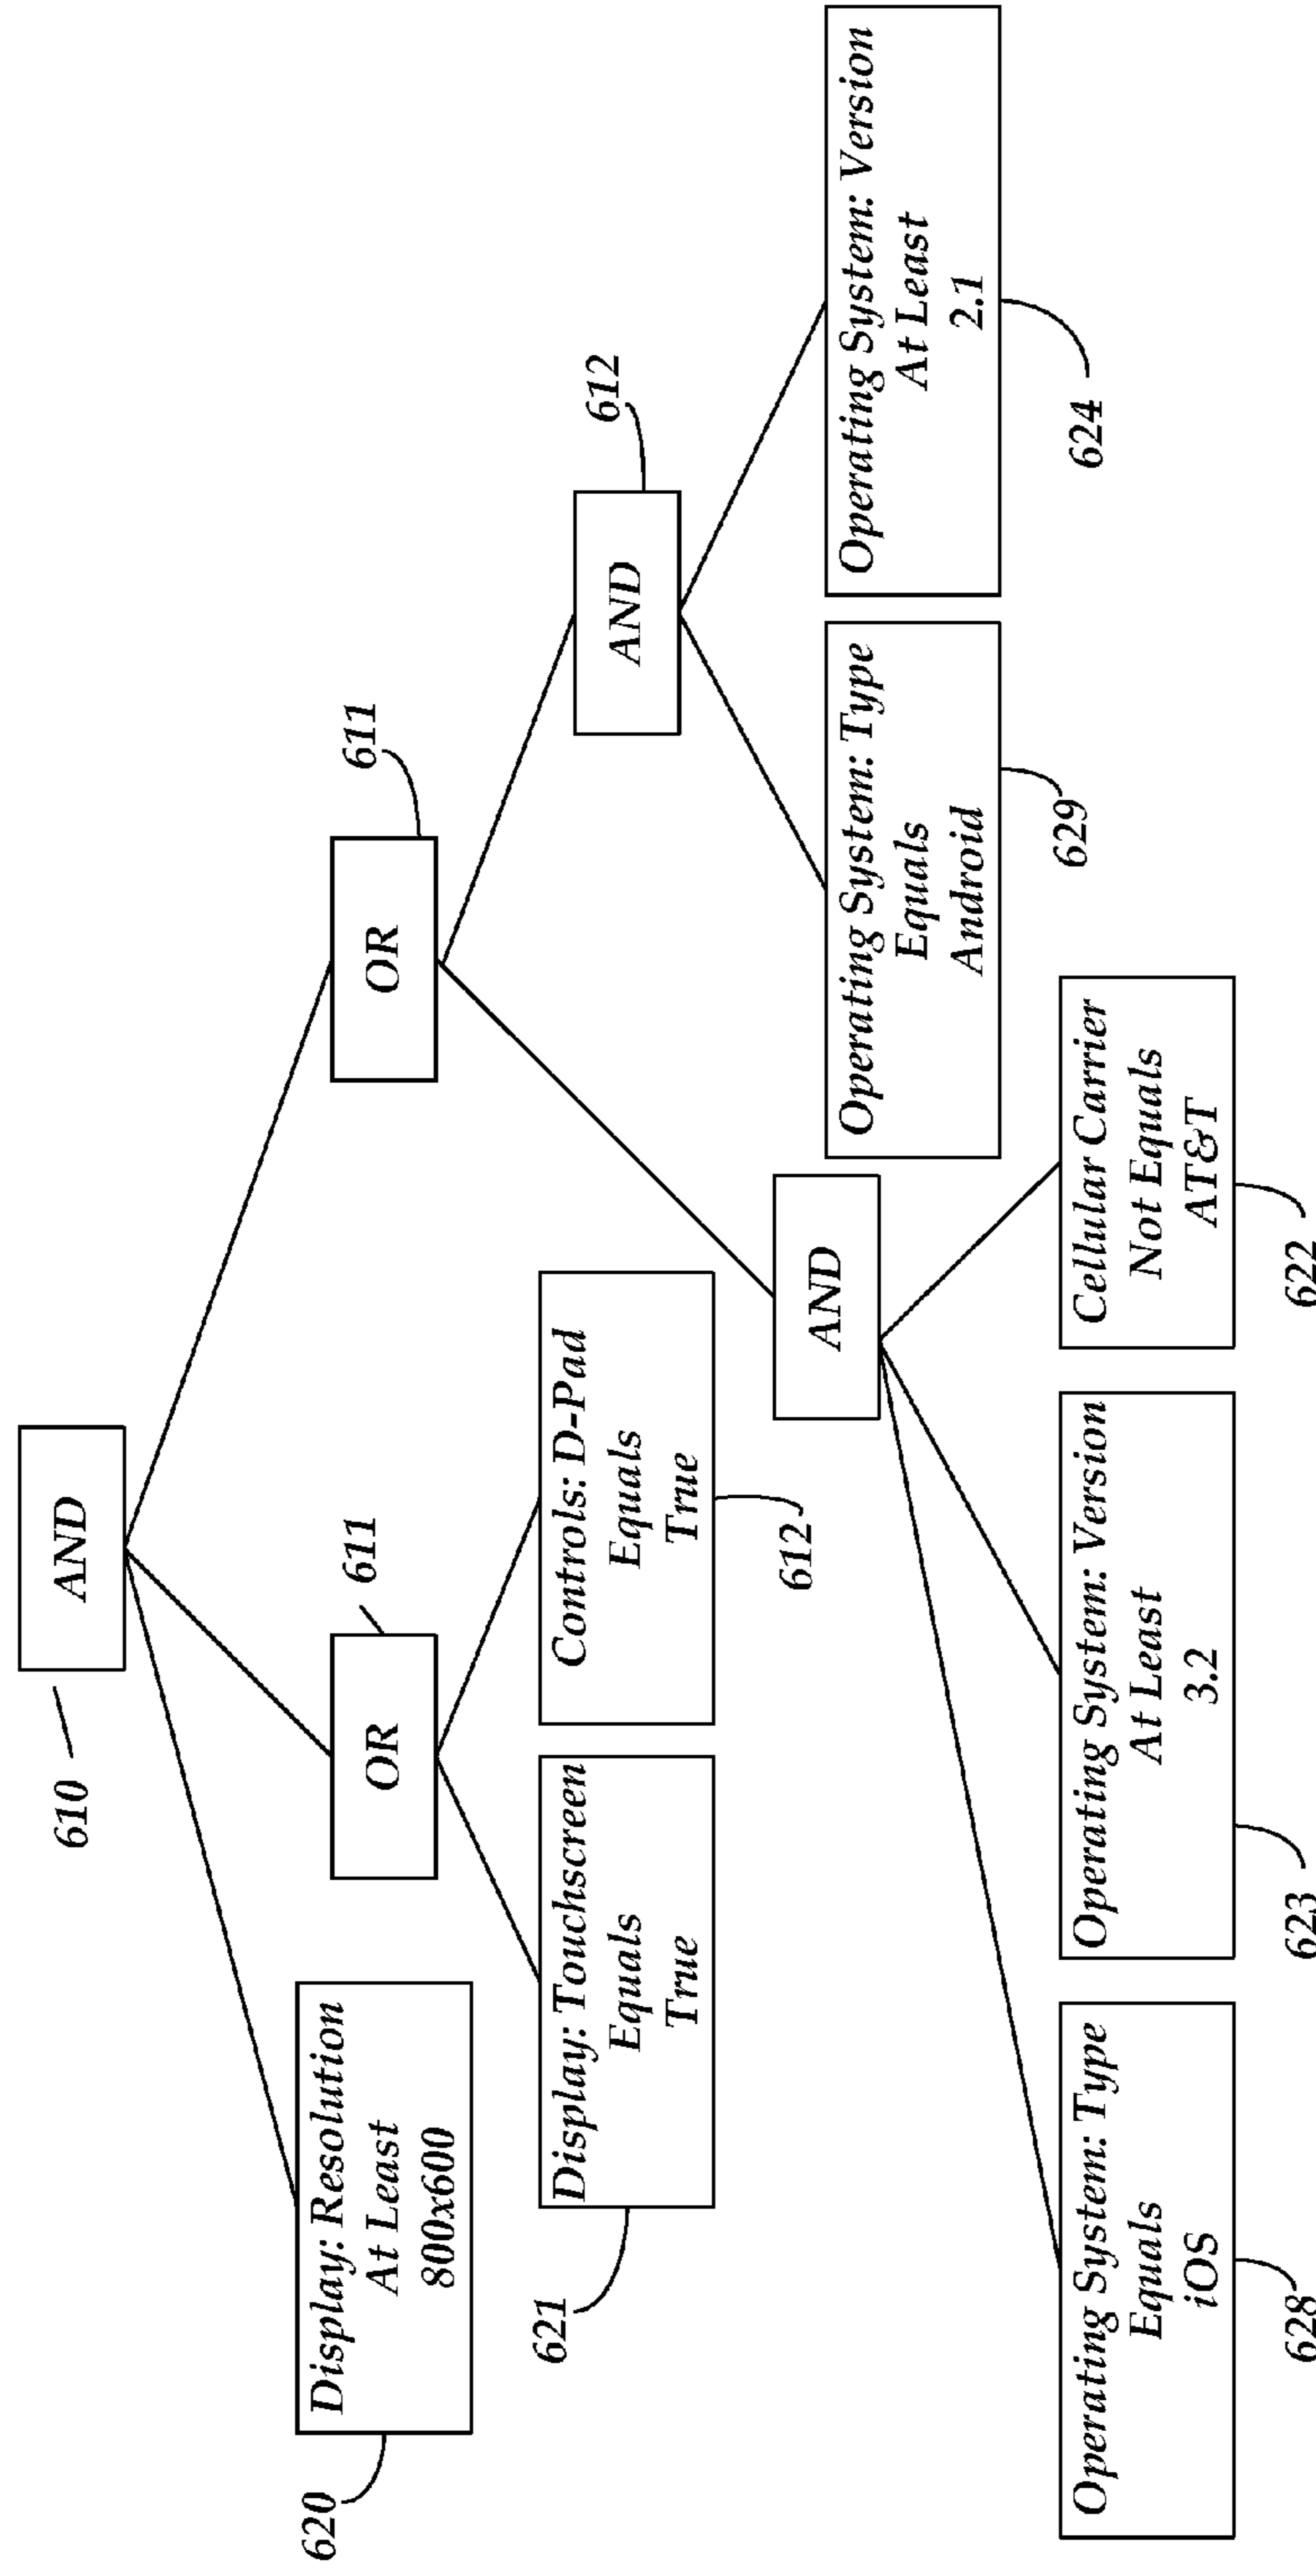 610
AND
611
OR
611
OR
620
Display: Resolution
At Least
800x600
612
AND
621
Display: Touchscreen
Equals
True
Controls: D-Pad
Equals
True
612
AND
Operating System: Type
Equals
Android
629
Operating System: Version
At Least
2.1
624
Operating System: Type
Equals
iOS
628
Operating System: Version
At Least
3.2
623
Cellular Carrier
Not Equals
AT&T
622